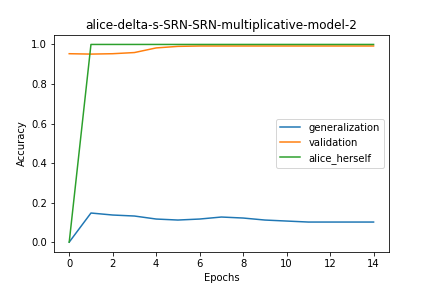 alice-delta-s-SRN-SRN-multiplicative-model-2
1.0
0.8
0.6
0.4
0.2
0.0
Accuracy
generalization
validation
alice_herself
0 2 4 6 8 10 12 14
Epochs